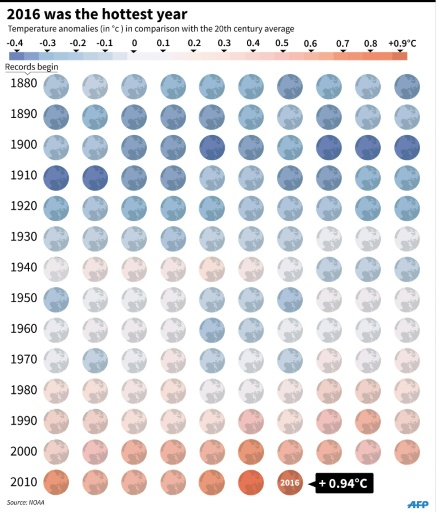 2016 was the hottest year
Temperature anomalies (in °c ) in comparison with the 20th century average
-0.4 -0.3 -0.2 -0.1 0 0.1 0.2 0.3 0.4 0.5 0.6 0.7 0.8 +0.9°C
Records begin
1880
1890
1900
1910
1920
1930
1940
1950
1960
1970
1980
1990
2000
2010
2016
+ 0.94°C
Source: NOAA
AFP